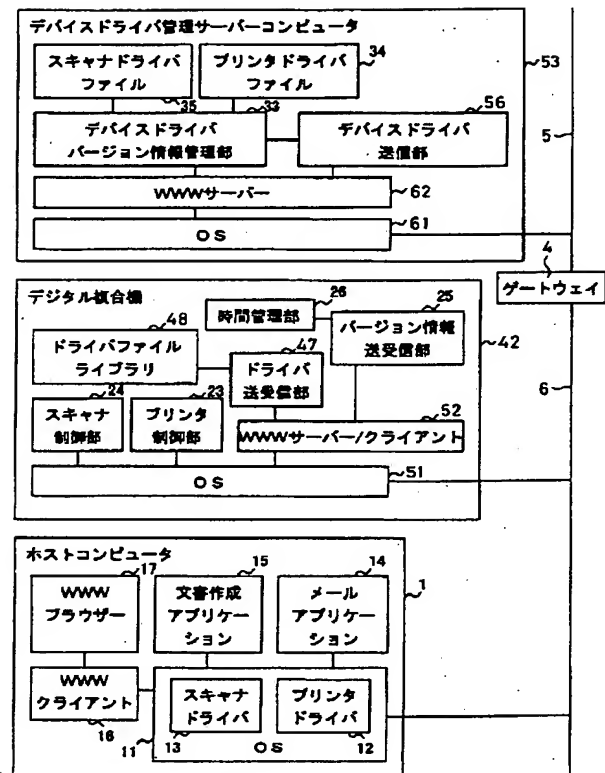 デバイスドライバ管理サーバーコンピュータ
スキャナドライバ
ファイル
35
プリンタドライバ
ファイル
34
53
33
デバイスドライバ
バージョン情報管理部
56
デバイスドライバ
送信部
5
WWWサーバー
62
61
OS
4
ゲートウェイ
デジタル複合機
26
時間管理部
25
バージョン情報
送受信部
48
ドライバファイル
ライブラリ
47
ドライバ
送受信部
42
24
スキャナ
制御部
23
プリンタ
制御部
52
WWWサーバー/クライアント
6
OS
51
ホストコンピュータ
17
WWW
ブラウザー
15
文書作成
アプリケー
ション
14
メール
アプリケー
ション
1
WWW
クライアント
16
スキャナ
ドライバ
プリンタ
ドライバ
11
13
OS
12